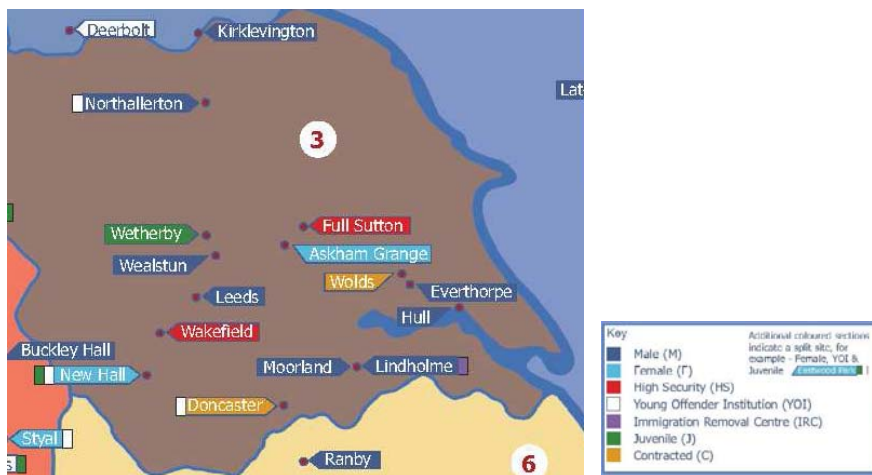 Deerbolt
Kirklevington
Northallerton
Lat
3
Full Sutton
Wetherby
Askham Grange
Wealstun
Wolds
Everthorpe
Leeds
Hull
Wakefield
Buckley Hall
Moorland
Lindholme
New Hall
Doncaster
Styal
s
Ranby
6
Key
Male (M)
Female (F)
High Security (HS)
Young Offender Institution (YOI)
Immigration Removal Centre (IRC)
Juvenile (J)
Contracted (C)
Additional coloured sections
indicate a split site, for
example - Female, YOI &
Juvenile Eastwood Park